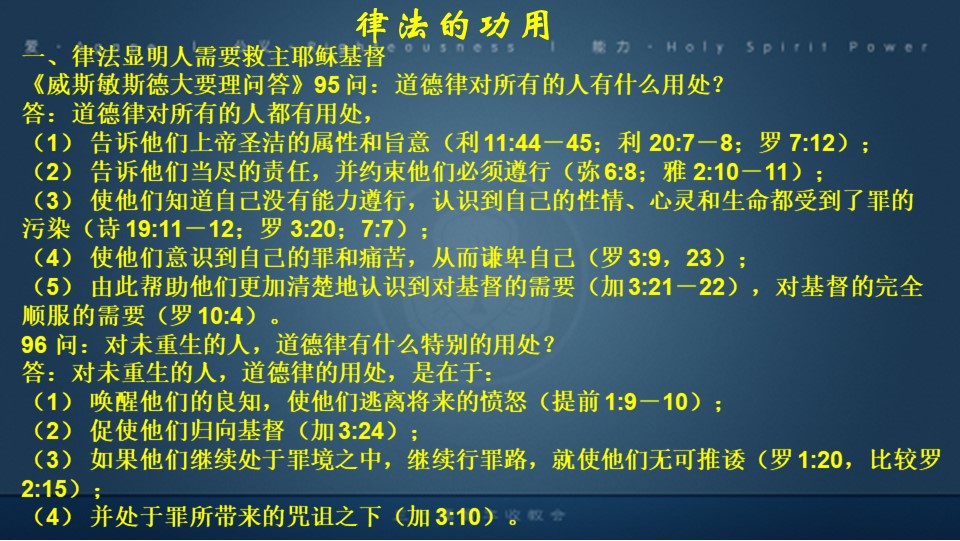 律法的功用
爱·Agape | 公义·Righteousness | 能力·Holy Spirit Power
一、律法显明人需要救主耶稣基督
《威斯敏斯德大要理问答》95 问：道德律对所有的人有什么用处？
答：道德律对所有的人都有用处，
（1） 告诉他们上帝圣洁的属性和旨意（利 11:44－45；利 20:7－8；罗 7:12）；
（2） 告诉他们当尽的责任，并约束他们必须遵行（弥 6:8；雅 2:10－11）；
（3） 使他们知道自己没有能力遵行，认识到自己的性情、心灵和生命都受到了罪的
污染（诗 19:11－12；罗 3:20；7:7）；
（4） 使他们意识到自己的罪和痛苦，从而谦卑自己（罗 3:9，23）；
（5） 由此帮助他们更加清楚地认识到对基督的需要（加 3:21－22），对基督的完全
顺服的需要（罗 10:4）。
96 问：对未重生的人，道德律有什么特别的用处？
答：对未重生的人，道德律的用处，是在于：
（1） 唤醒他们的良知，使他们逃离将来的愤怒（提前 1:9－10）；
（2） 促使他们归向基督（加 3:24）；
（3） 如果他们继续处于罪境之中，继续行罪路，就使他们无可推诿（罗 1:20，比较罗
2:15）；
（4） 并处于罪所带来的咒诅之下（加 3:10）。